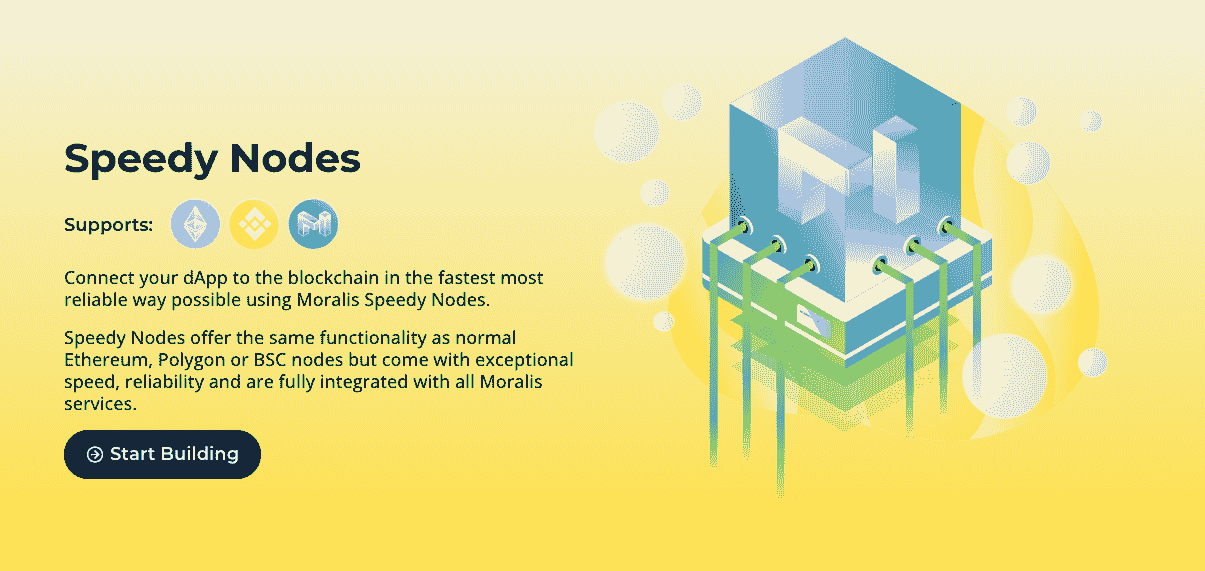 Speedy Nodes
Supports:
Connect your dApp to the blockchain in the fastest most
reliable way possible using Moralis Speedy Nodes.
Speedy Nodes offer the same functionality as normal
Ethereum, Polygon or BSC nodes but come with exceptional
speed, reliability and are fully integrated with all Moralis
services.
Start Building